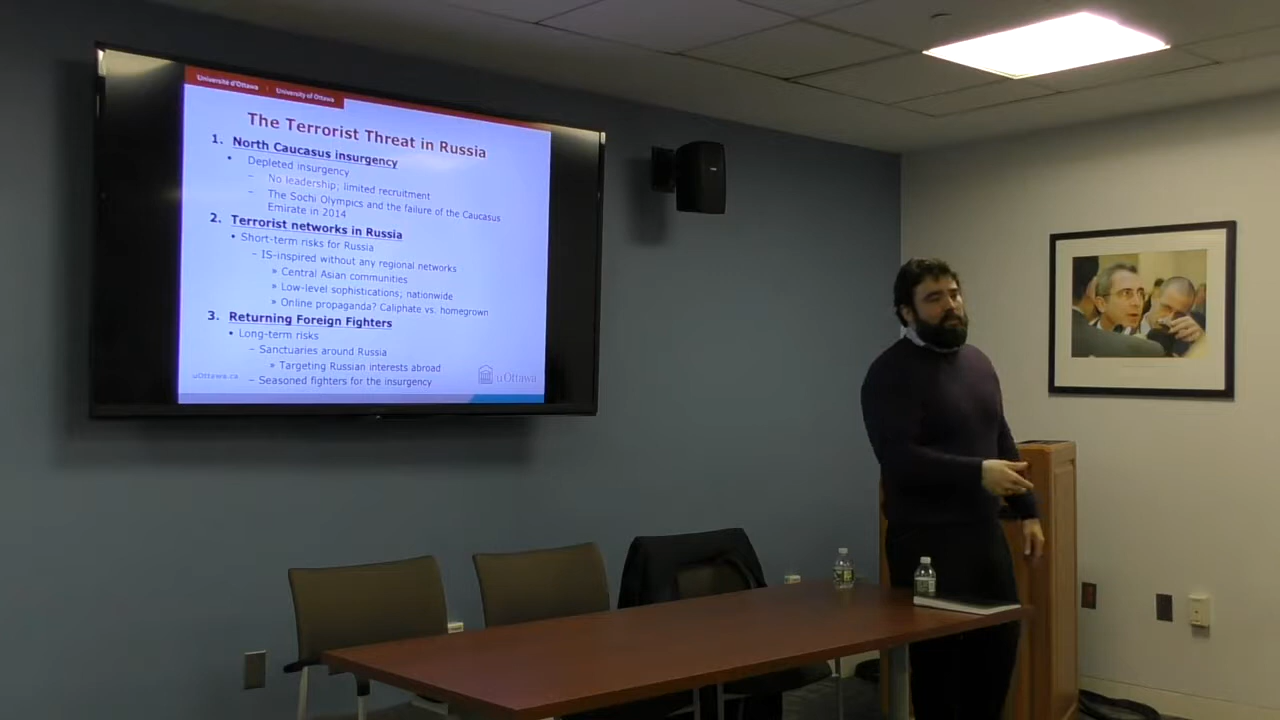 Université d'Ottawa | University of Ottawa
The Terrorist Threat in Russia
1. North Caucasus insurgency
• Depleted insurgency
– No leadership; limited recruitment
– The Sochi Olympics and the failure of the Caucasus
Emirate in 2014
2. Terrorist networks in Russia
• Short-term risks for Russia
– IS-inspired without any regional networks
» Central Asian communities
» Low-level sophistications; nationwide
» Online propaganda? Caliphate vs. homegrown
3. Returning Foreign Fighters
• Long-term risks
– Sanctuaries around Russia
» Targeting Russian interests abroad
– Seasoned fighters for the insurgency
uOttawa.ca
uOttawa